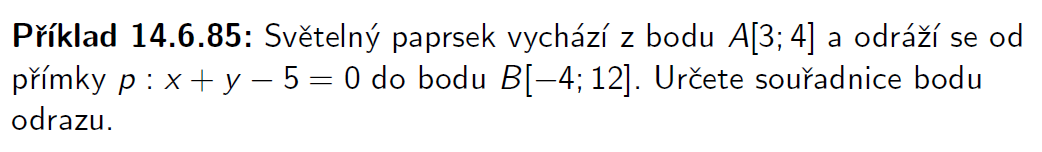 Příklad 14.6.85: Světelný paprsek vychází z bodu A[3; 4] a odráží se od
přímky p : x + y − 5 = 0 do bodu B[−4; 12]. Určete souřadnice bodu
odrazu.